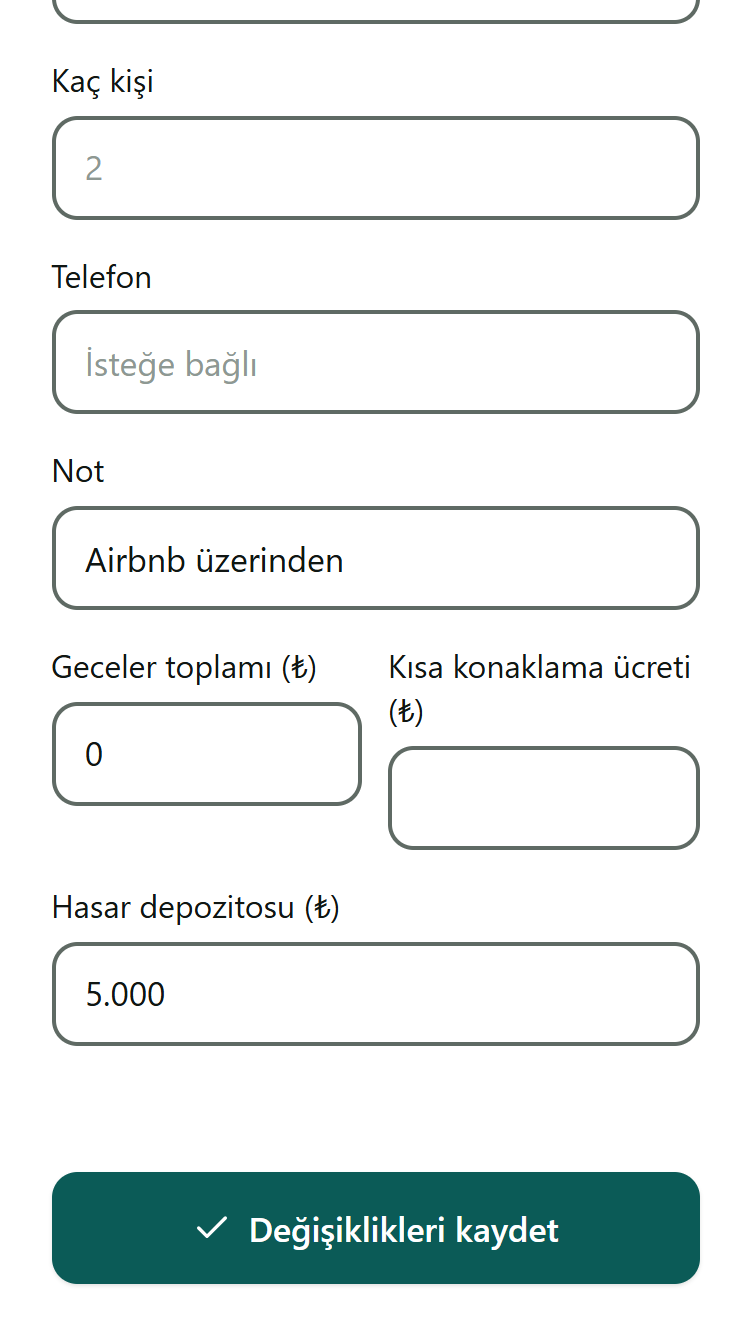 Kaç kişi
2
Telefon
İsteğe bağlı
Not
Airbnb üzerinden
Geceler toplamı (₺)
0
Kısa konaklama ücreti
(₺)
Hasar depozitosu (₺)
5.000
Değişiklikleri kaydet